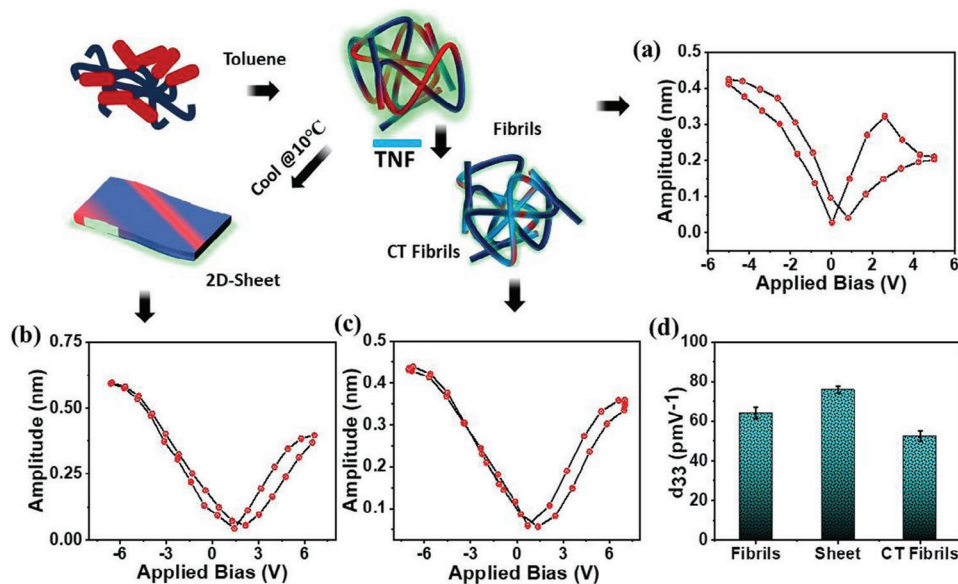 Toluene
Cool @10°C
TNF
Fibrils
CT Fibrils
2D-Sheet
(a)
Amplitude (nm)
0.5
0.4
0.3
0.2
0.1
0.0
-6 -4 -2 0 2 4 6
Applied Bias (V)
(b)
Amplitude (nm)
0.75
0.50
0.25
0.00
-6 -3 0 3 6
Applied Bias (V)
(c)
Amplitude (nm)
0.5
0.4
0.3
0.2
0.1
0.0
-6 -3 0 3 6
Applied Bias (V)
(d)
d33 (pmV-1)
100
80
60
40
20
0
Fibrils Sheet CT Fibrils